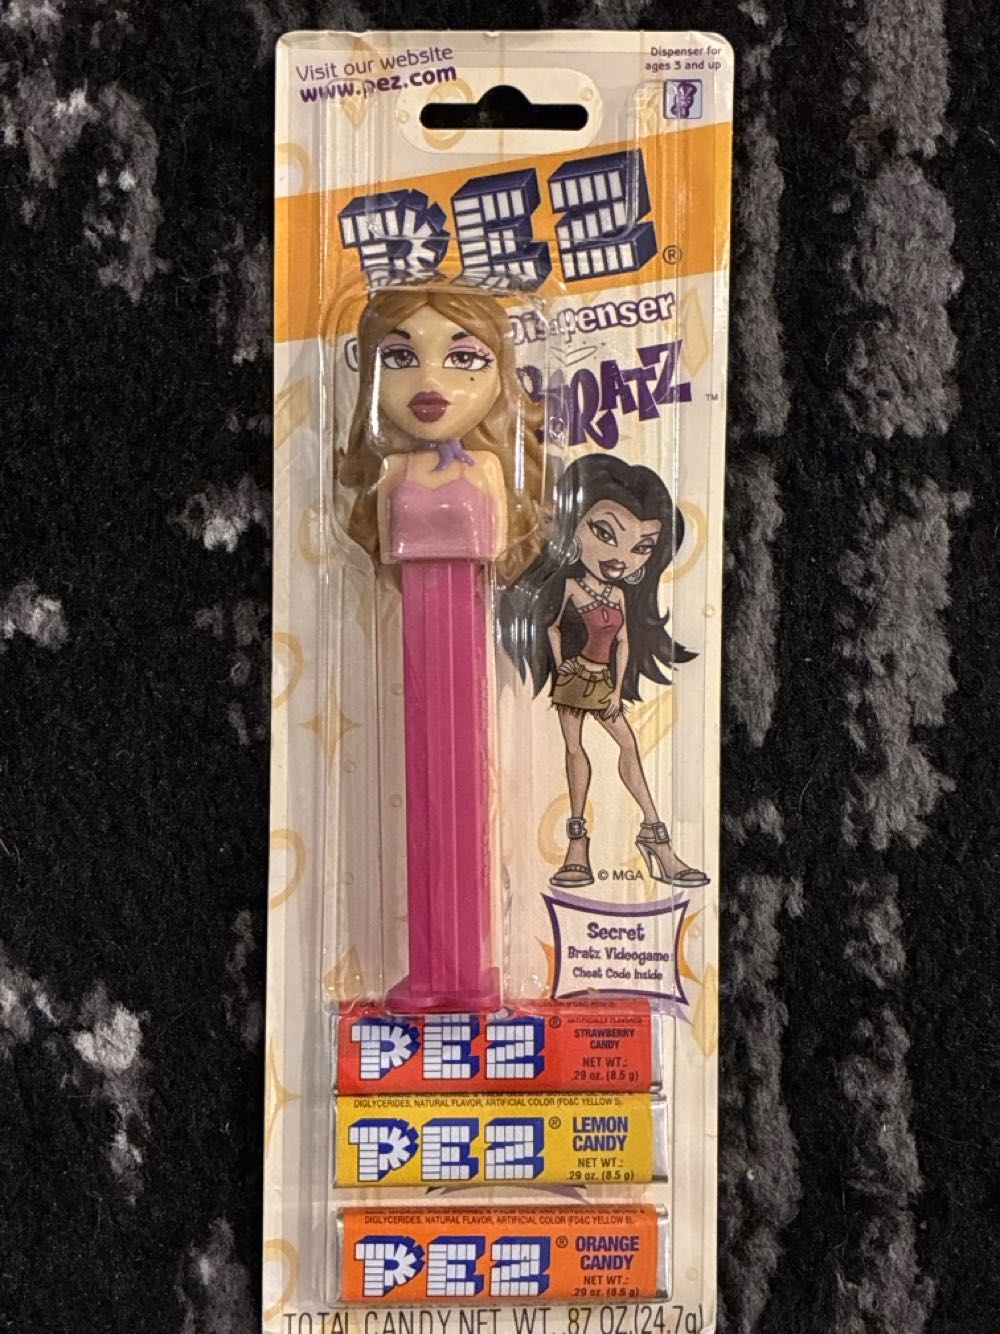 Visit our website
www.pez.com
Dispenser for
ages 3 and up
PEZ®
Dispenser
BRATZ™
© MGA
Secret
Bratz Videogame
Cheat Code Inside
PEZ®
ARTIFICIALLY FLAVORED
STRAWBERRY
CANDY
NET WT.:
.29 oz. (8.5 g)
DIGLYCERIDES, NATURAL FLAVOR, ARTIFICIAL COLOR (FD&C YELLOW 5).
PEZ®
LEMON
CANDY
NET WT.:
.29 oz. (8.5 g)
DIGLYCERIDES, NATURAL FLAVOR, ARTIFICIAL COLOR (FD&C YELLOW 6).
PEZ®
ORANGE
CANDY
NET WT.:
.29 oz. (8.5 g)
TOTAL CANDY NET. WT. .87 OZ.(24.7g)